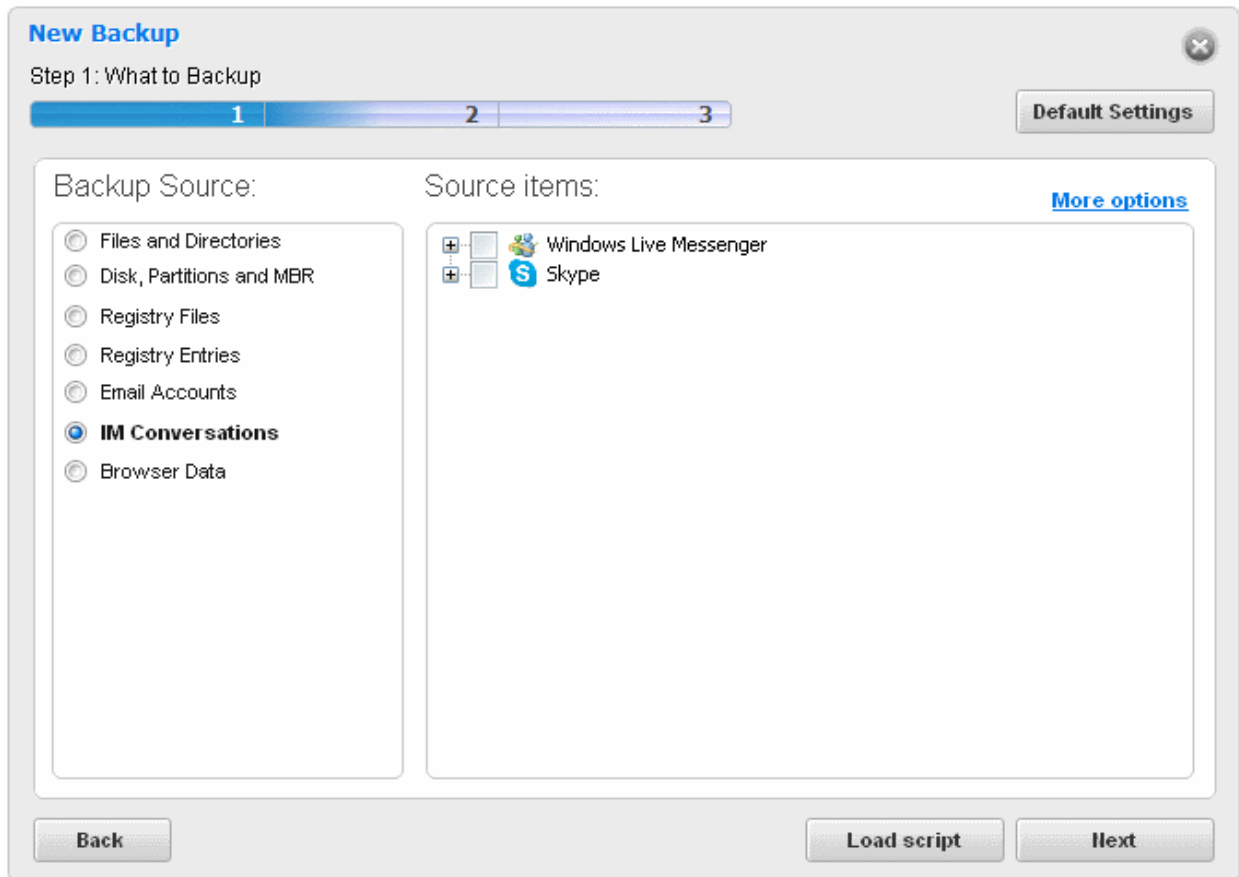 New Backup
Step 1: What to Backup
1 2 3
Default Settings
Backup Source:
Source items:
More options
Files and Directories
Disk, Partitions and MBR
Registry Files
Registry Entries
Email Accounts
IM Conversations
Browser Data
Windows Live Messenger
Skype
Back
Load script
Next